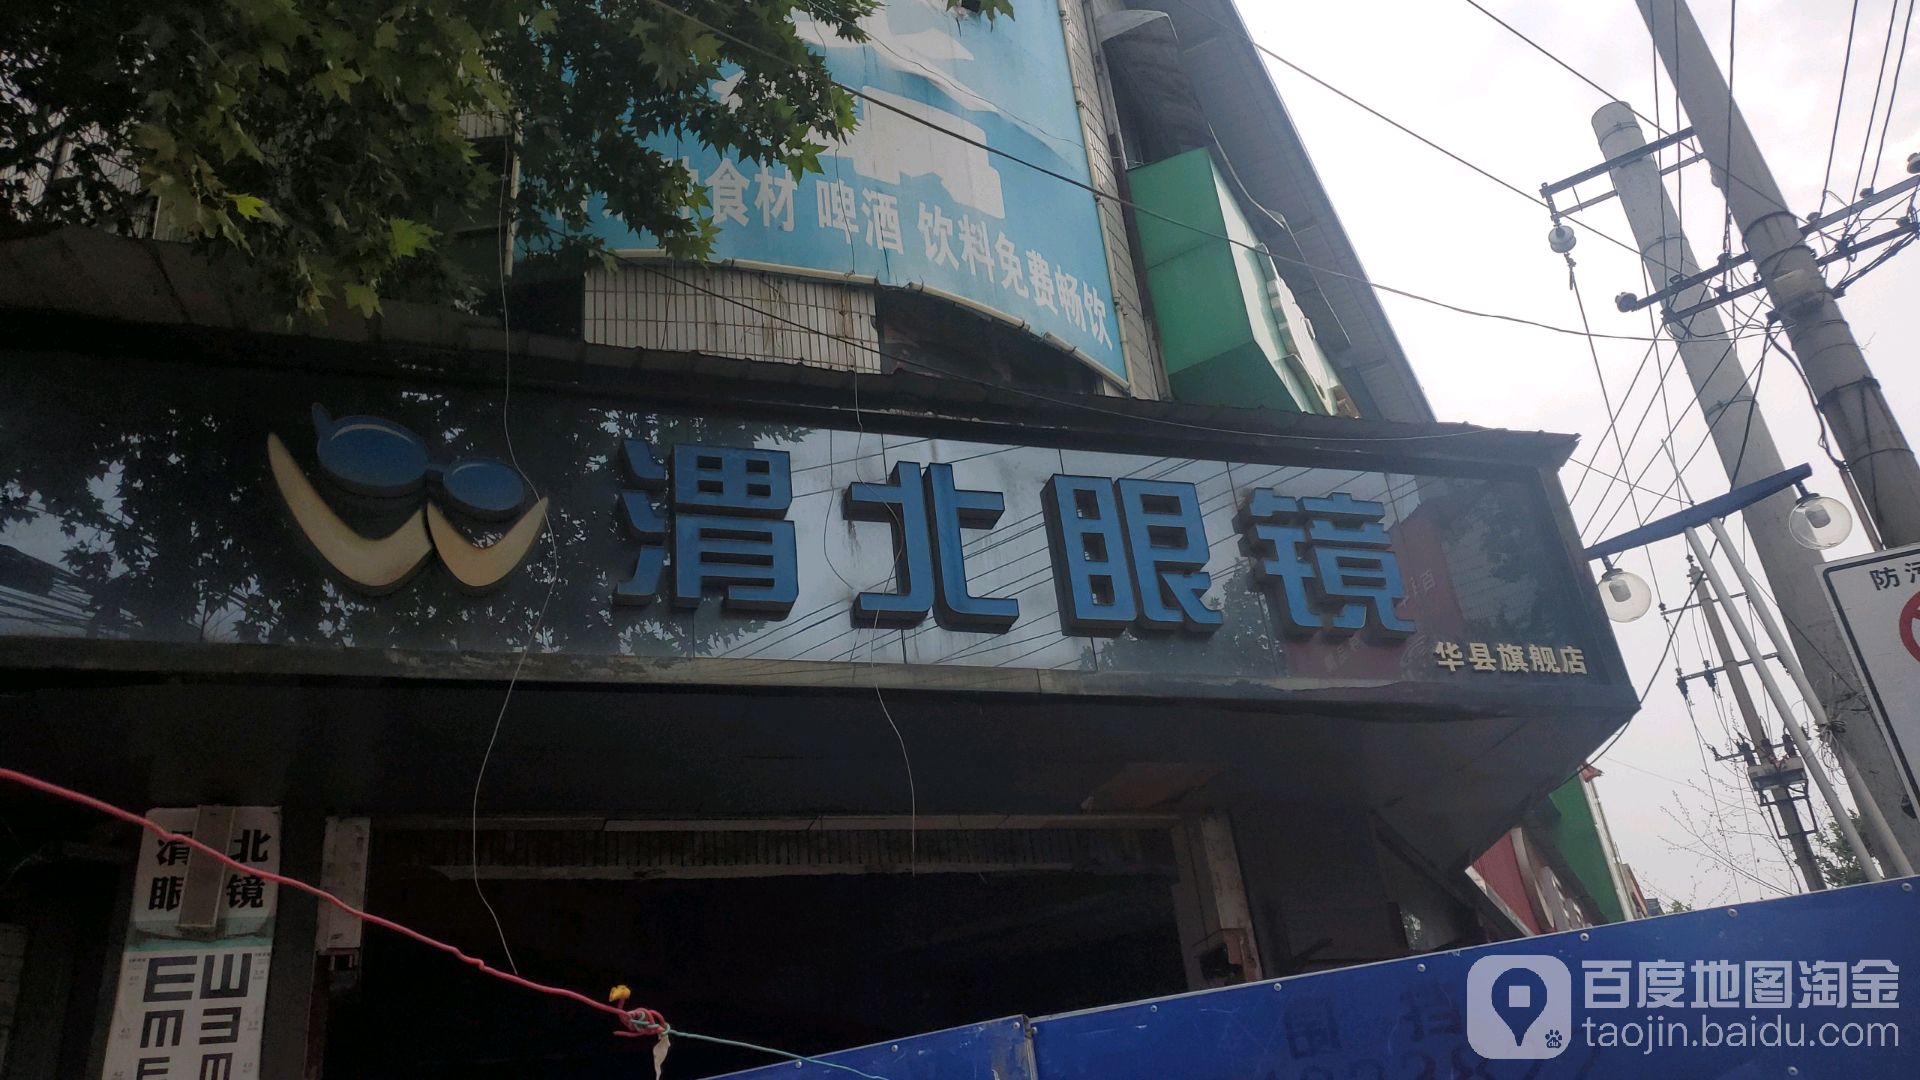 食材 啤酒 饮料免费畅饮
渭北眼镜
华县旗舰店
防污
渭北
眼镜
百度地图淘金
taojin.baidu.com